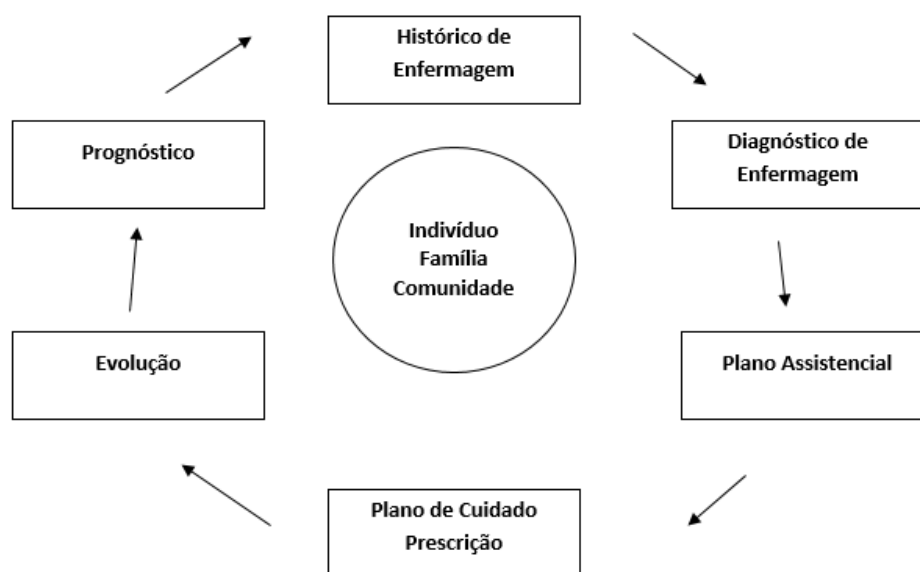 Histórico de
Enfermagem
Diagnóstico de
Enfermagem
Plano Assistencial
Plano de Cuidado
Prescrição
Evolução
Prognóstico
Indivíduo
Família
Comunidade